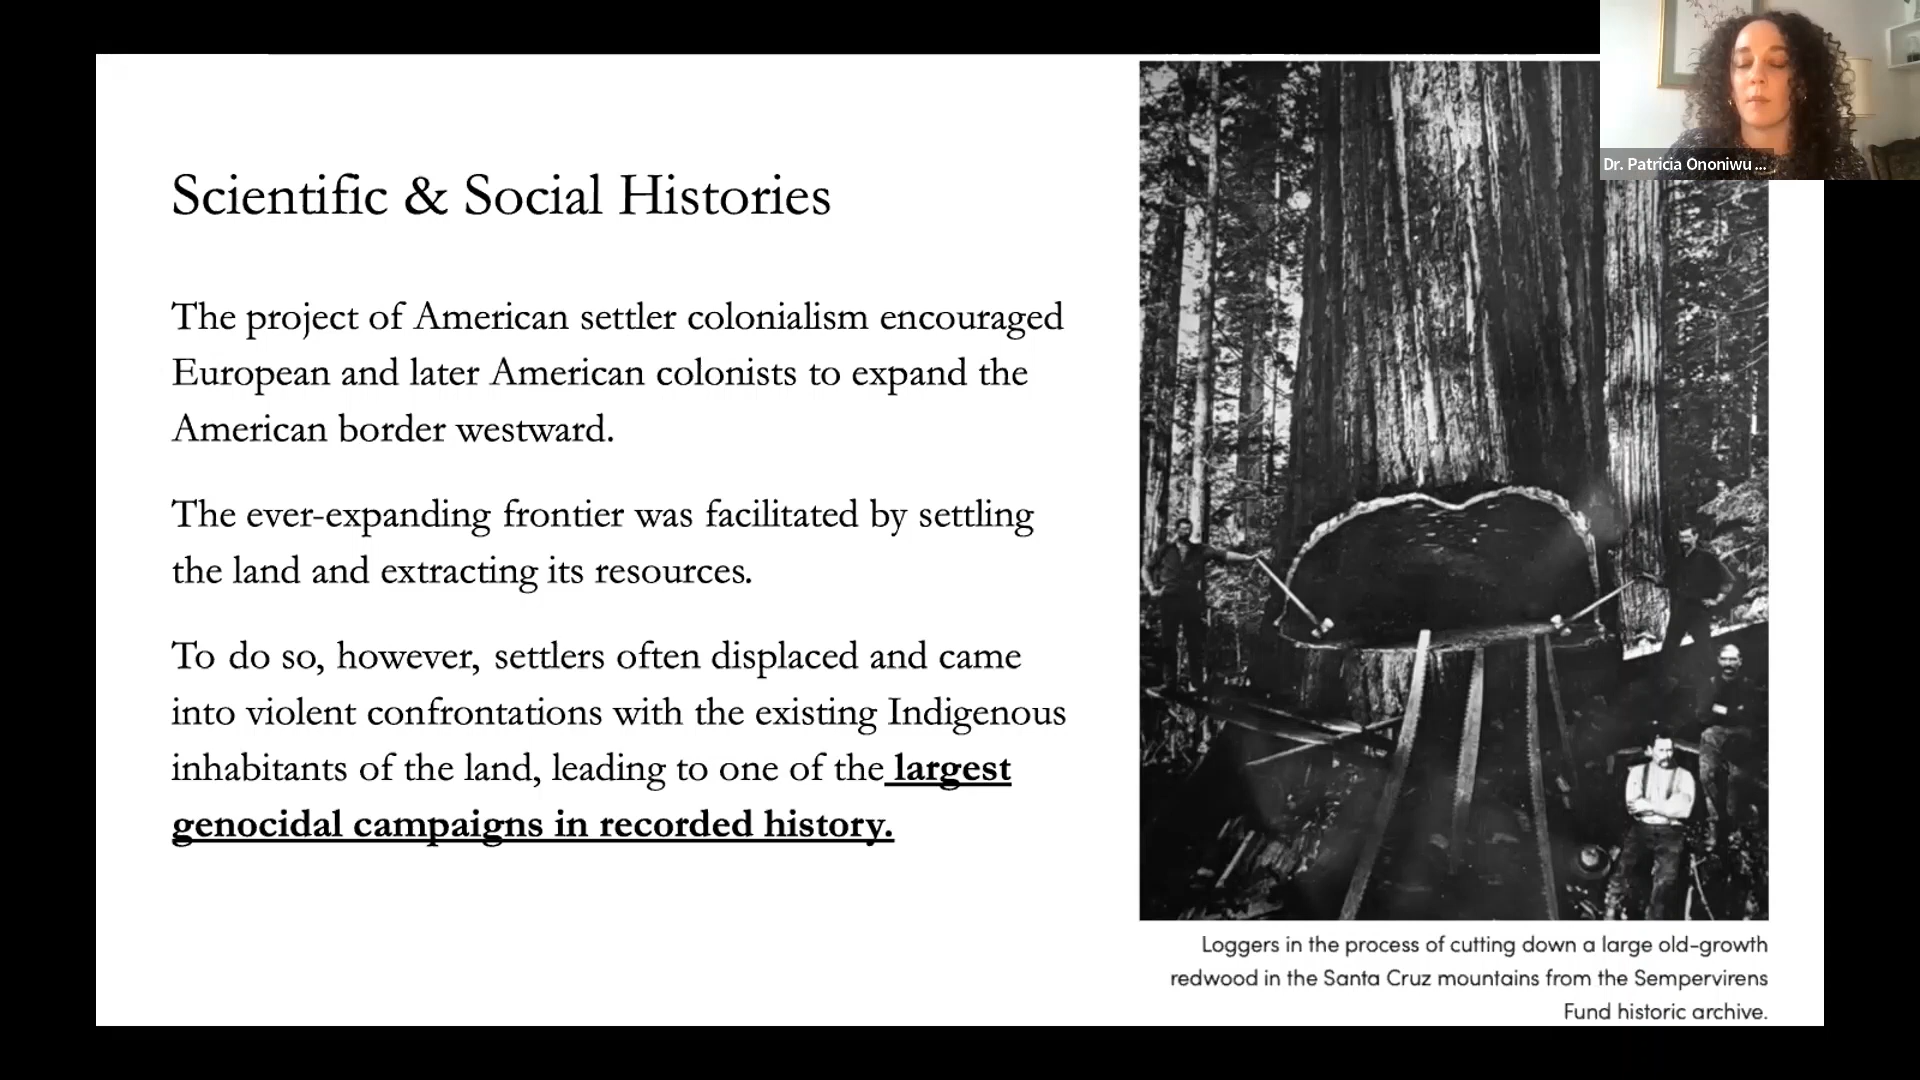 Dr. Patricia Ononiwu ...
Scientific & Social Histories
The project of American settler colonialism encouraged
European and later American colonists to expand the
American border westward.
The ever-expanding frontier was facilitated by settling
the land and extracting its resources.
To do so, however, settlers often displaced and came
into violent confrontations with the existing Indigenous
inhabitants of the land, leading to one of the largest
genocidal campaigns in recorded history.
Loggers in the process of cutting down a large old-growth
redwood in the Santa Cruz mountains from the Sempervirens
Fund historic archive.